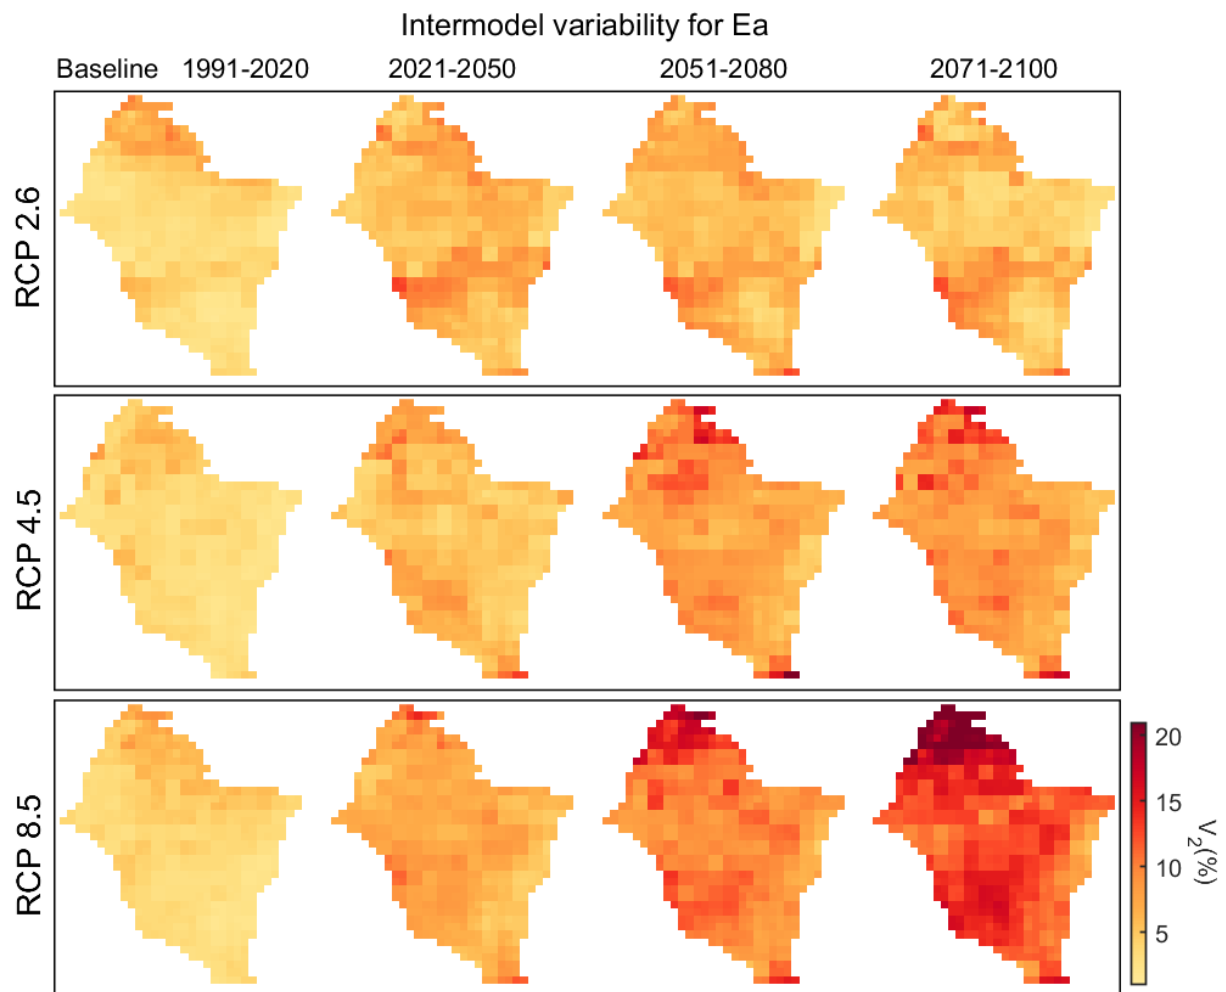 Intermodel variability for Ea
Baseline 1991-2020 2021-2050 2051-2080 2071-2100
RCP 2.6
RCP 4.5
RCP 8.5
20
15
10
5
V2(%)